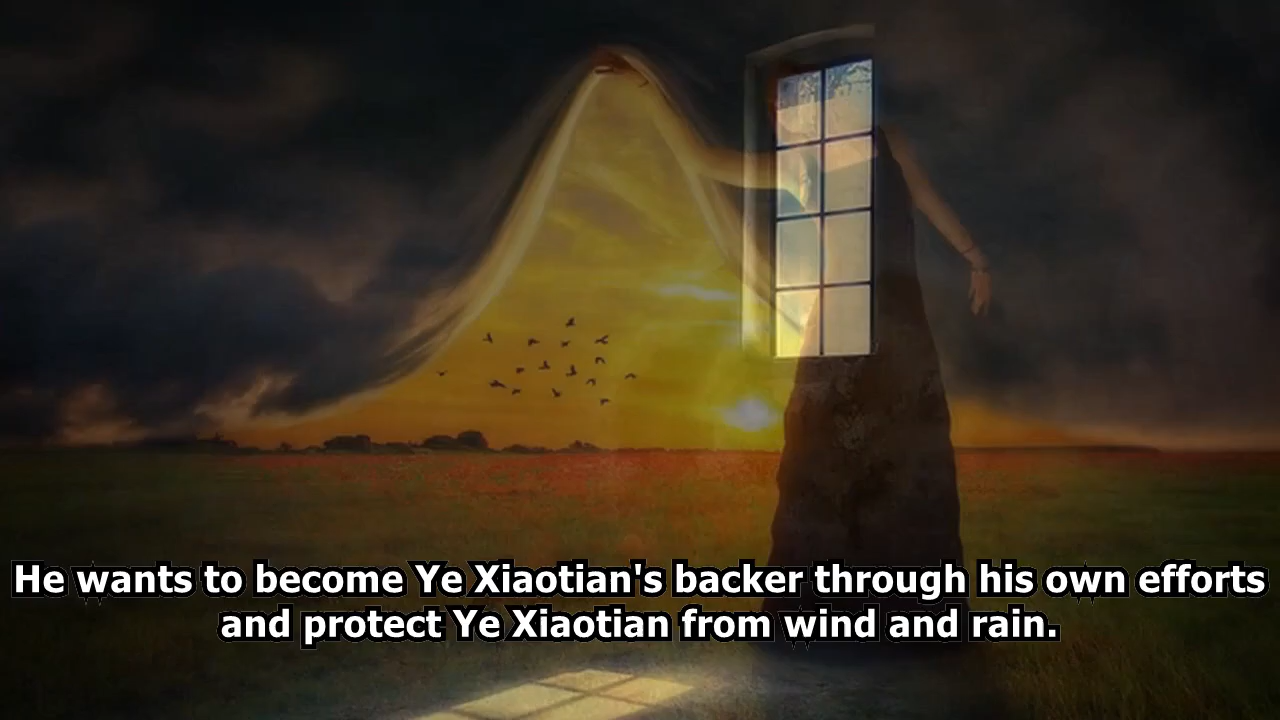 He wants to become Ye Xiaotian's backer through his own efforts
and protect Ye Xiaotian from wind and rain.